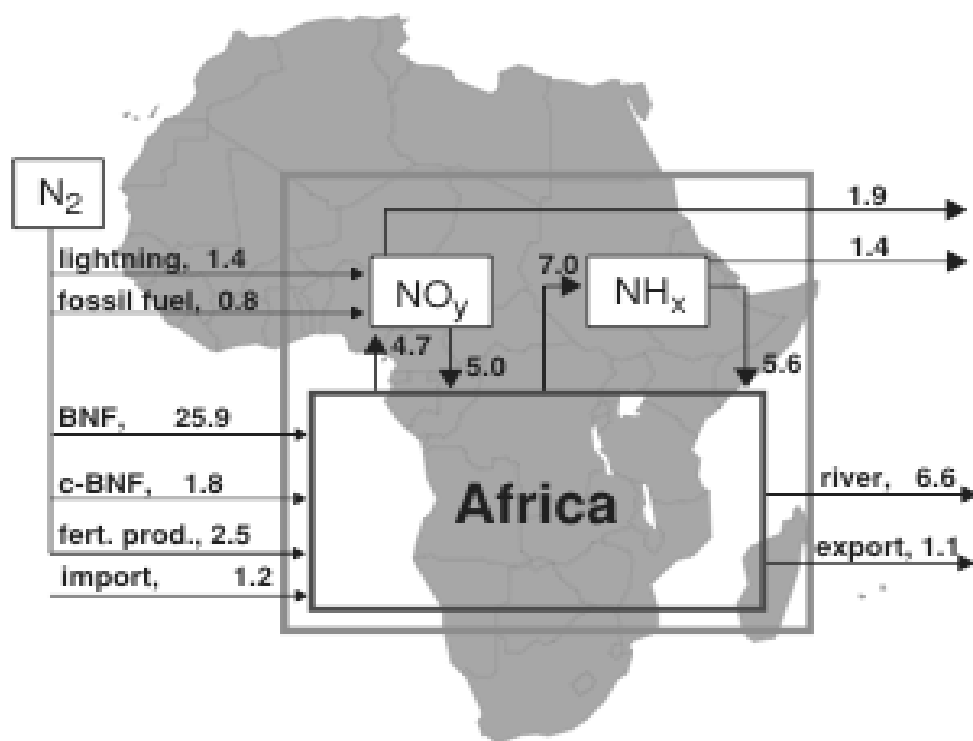 N₂
1.9
lightning, 1.4
1.4
7.0
fossil fuel, 0.8
NOy
NHₓ
4.7
5.0
5.6
BNF, 25.9
c-BNF, 1.8
Africa
river, 6.6
fert. prod., 2.5
export, 1.1
import, 1.2